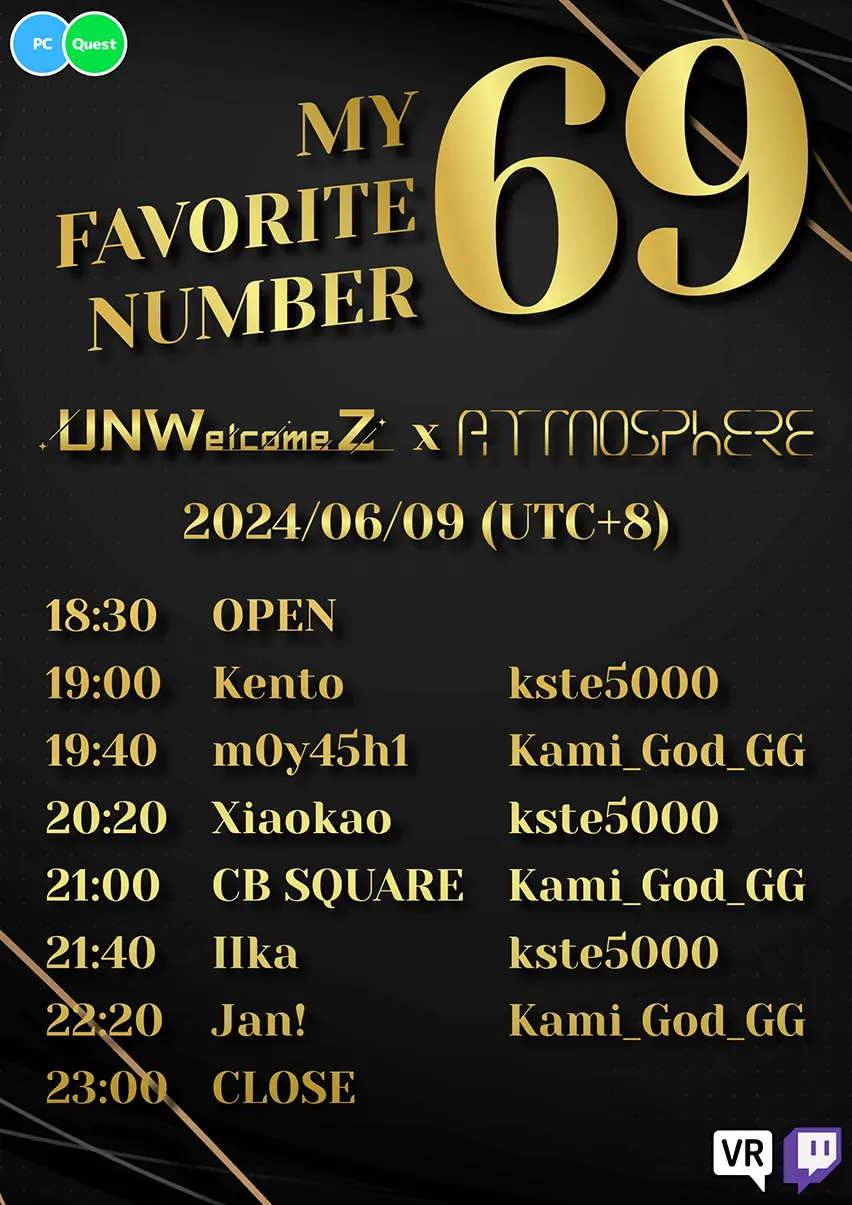 PC Quest
MY
FAVORITE
NUMBER
69
UNWelcomeZ x ATMOSPhERE
2024/06/09 (UTC+8)
18:30 OPEN
19:00 Kento kste5000
19:40 m0y45h1 Kami_God_GG
20:20 Xiaokao kste5000
21:00 CB SQUARE Kami_God_GG
21:40 IIka kste5000
22:20 Jan! Kami_God_GG
23:00 CLOSE
VR